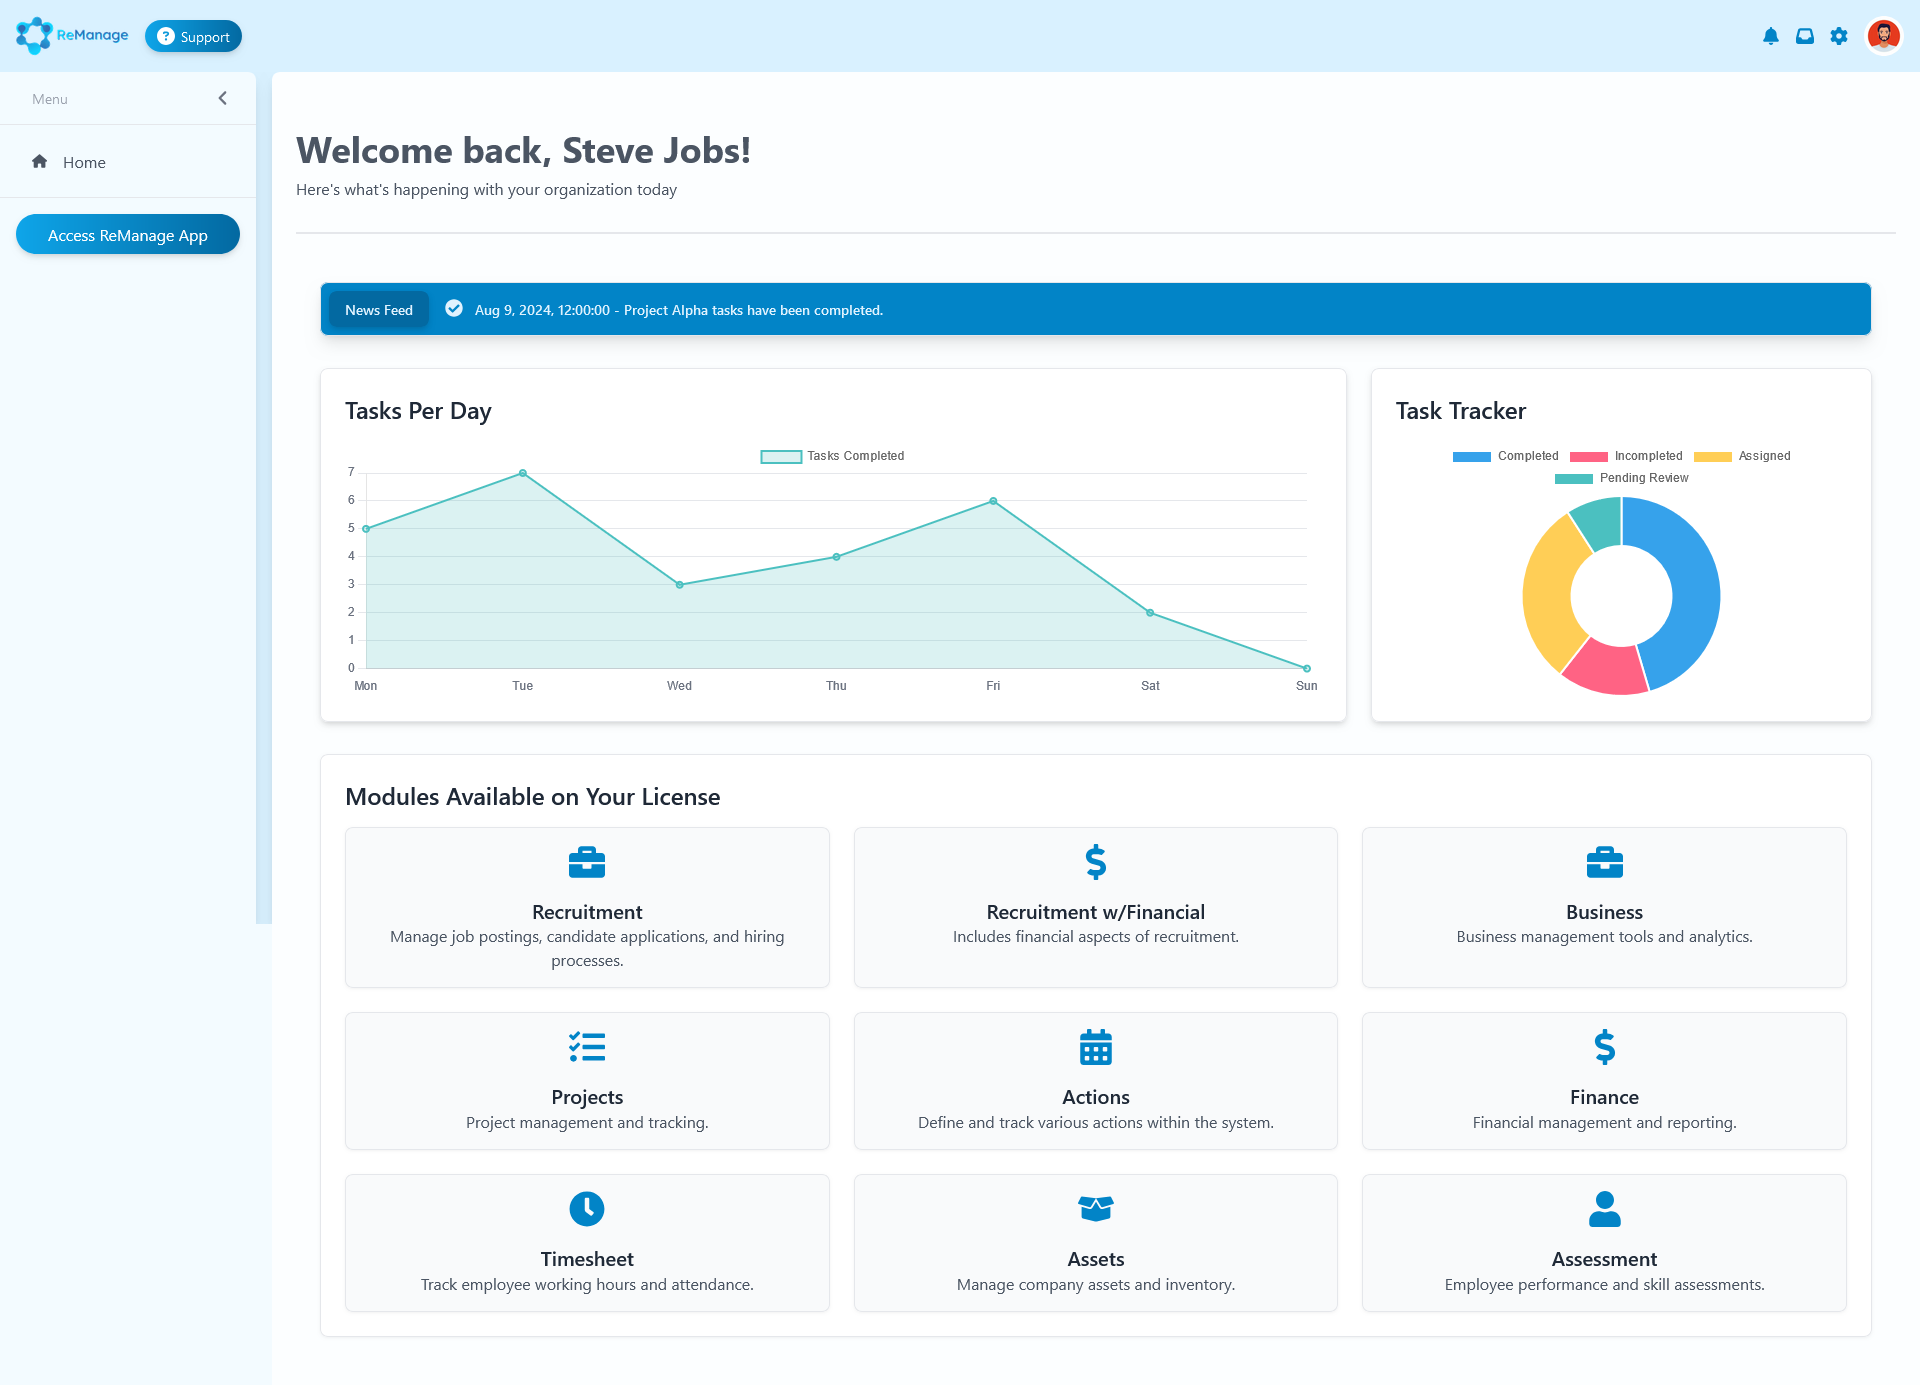 ReManage
? Support
Menu
Home
Access ReManage App
Welcome back, Steve Jobs!
Here's what's happening with your organization today
News Feed
Aug 9, 2024, 12:00:00 - Project Alpha tasks have been completed.
Tasks Per Day
Tasks Completed
7
6
5
4
3
2
1
0
Mon Tue Wed Thu Fri Sat Sun
Task Tracker
Completed Incompleted Assigned
Pending Review
Modules Available on Your License
Recruitment
Manage job postings, candidate applications, and hiring
processes.
$
Recruitment w/Financial
Includes financial aspects of recruitment.
Business
Business management tools and analytics.
Projects
Project management and tracking.
Actions
Define and track various actions within the system.
$
Finance
Financial management and reporting.
Timesheet
Track employee working hours and attendance.
Assets
Manage company assets and inventory.
Assessment
Employee performance and skill assessments.